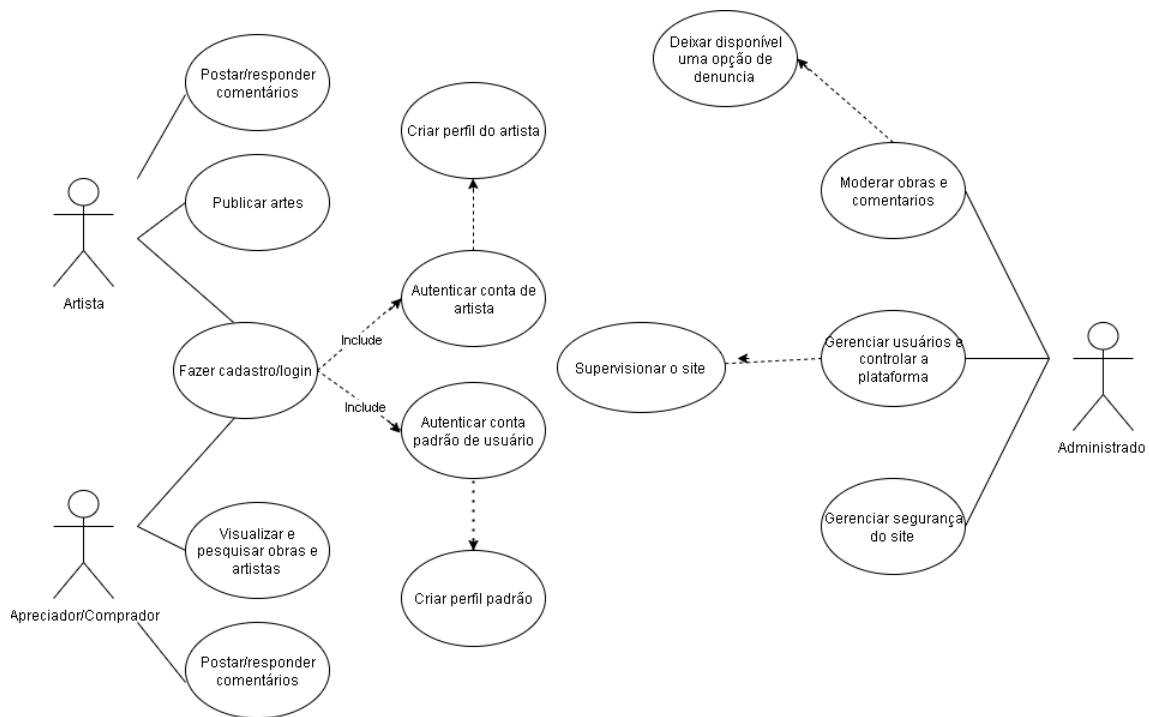 Postar/responder
comentários
Publicar artes
Artista
Fazer cadastro/login
Apreciador/Comprador
Visualizar e
pesquisar obras e
artistas
Postar/responder
comentários
Criar perfil do artista
Autenticar conta de
artista
Include
Include
Autenticar conta
padrão de usuário
Criar perfil padrão
Deixar disponível
uma opção de
denuncia
Moderar obras e
comentarios
Supervisionar o site
Gerenciar usuários e
controlar a
plataforma
Gerenciar segurança
do site
Administrado